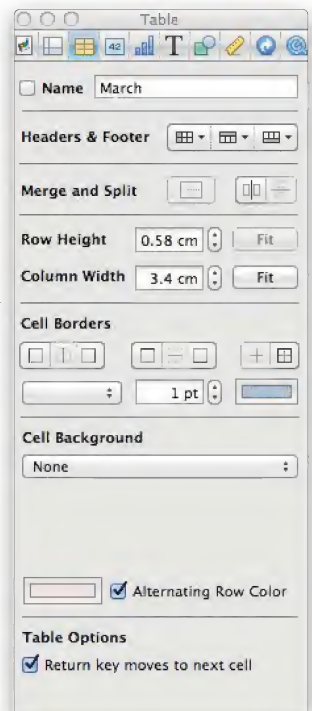 Table
42
T
Name March
Headers & Footer
Merge and Split
Row Height 0.58 cm Fit
Column Width 3.4 cm Fit
Cell Borders
1 pt
Cell Background
None
Alternating Row Color
Table Options
Return key moves to next cell